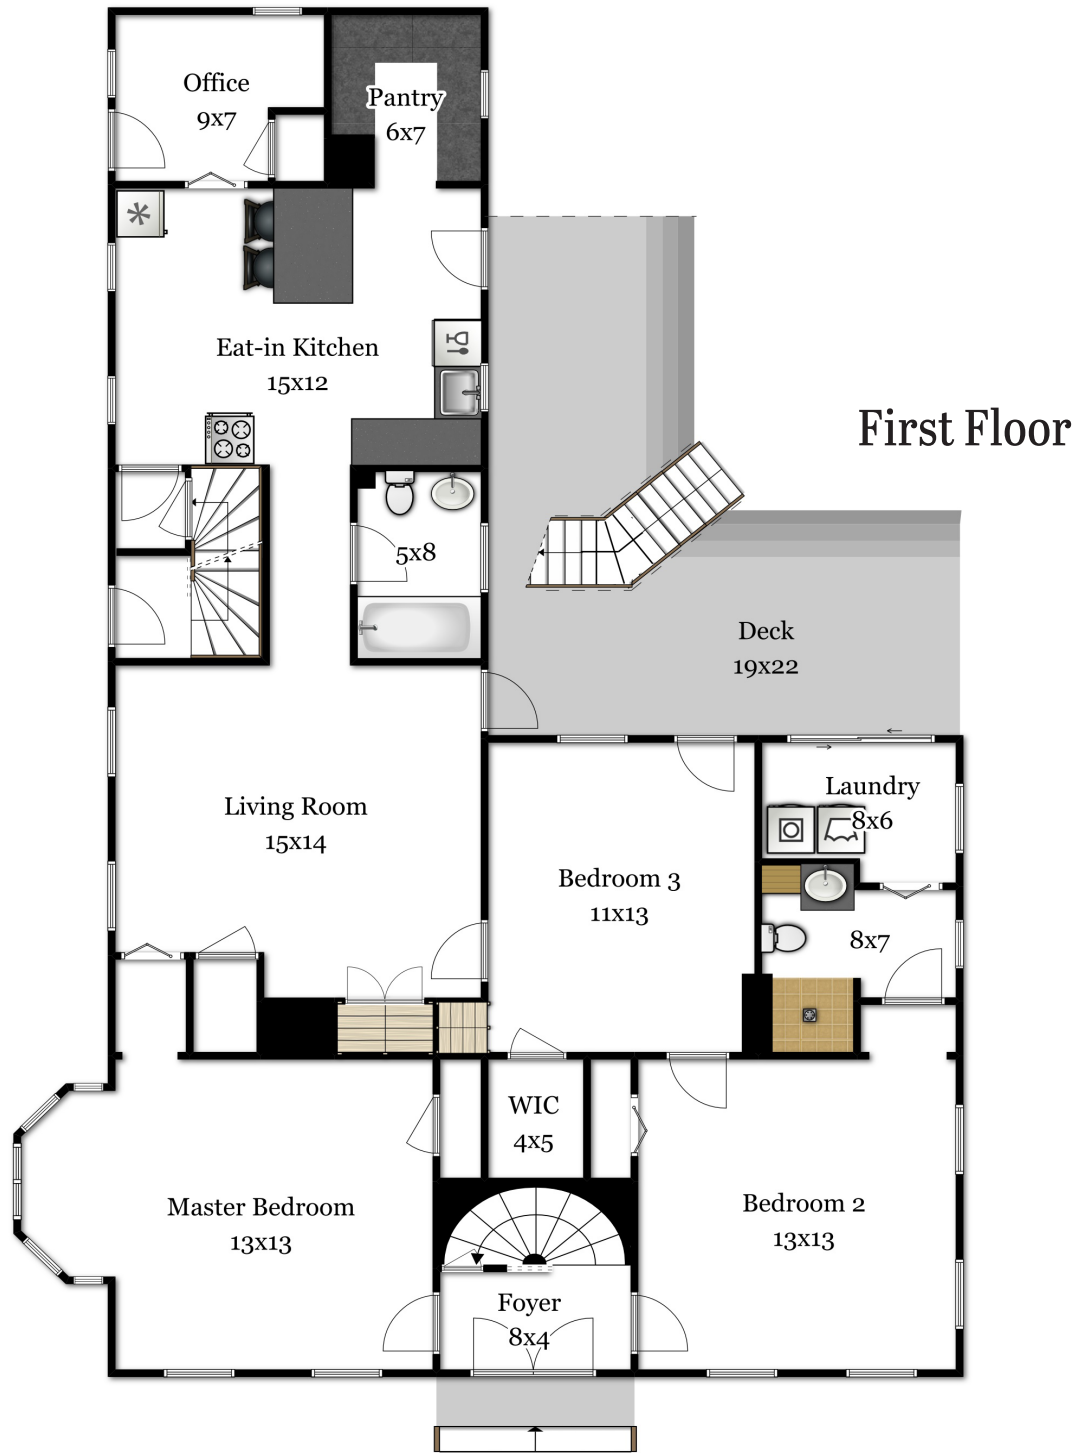 Office
9x7
Pantry
6x7
Eat-in Kitchen
15x12
First Floor
5x8
Deck
19x22
Living Room
15x14
Laundry
8x6
Bedroom 3
11x13
8x7
WIC
4x5
Master Bedroom
13x13
Bedroom 2
13x13
Foyer
8x4